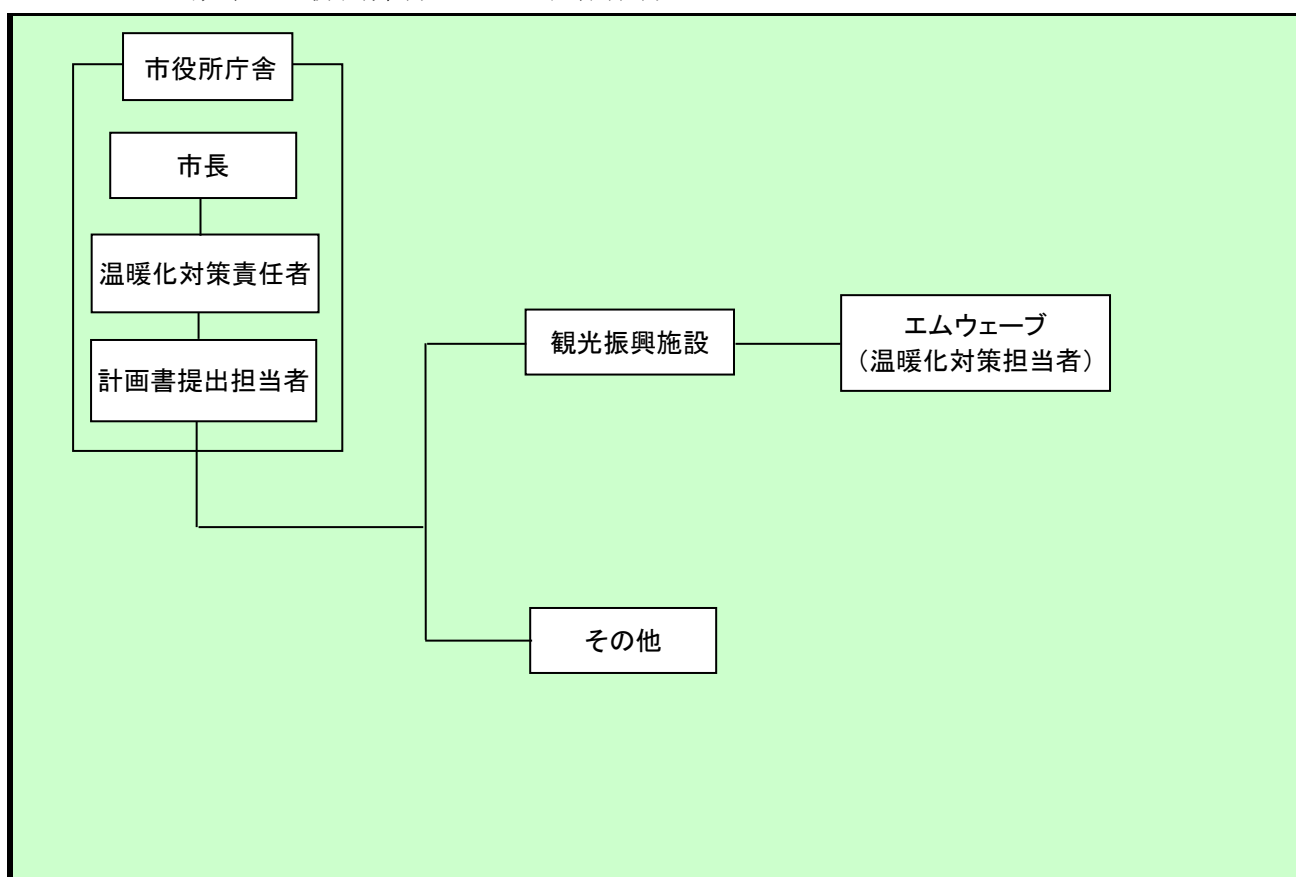 市役所庁舎
市長
温暖化対策責任者
計画書提出担当者
観光振興施設
エムウェーブ
（温暖化対策担当者）
その他